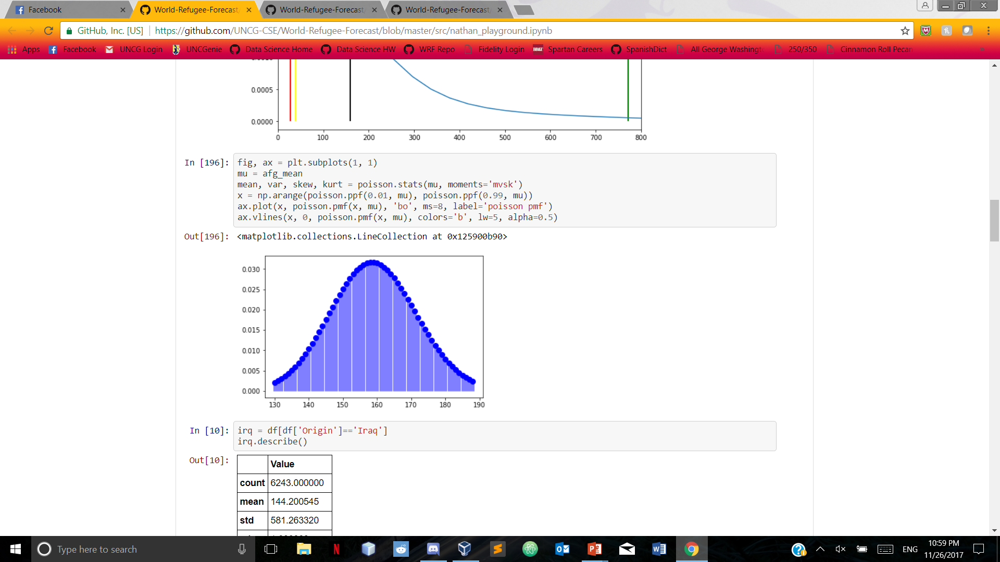 Facebook
World-Refugee-Forecast
World-Refugee-Forecast
World-Refugee-Forecast
GitHub, Inc. [US] https://github.com/UNCG-CSE/World-Refugee-Forecast/blob/master/src/nathan_playground.ipynb
Apps Facebook UNCG Login UNCGenie Data Science Home Data Science HW WRF Repo Fidelity Login Spartan Careers SpanishDict All George Washingt 250/350 Cinnamon Roll Pecan
0.0005
0.0000
0 100 200 300 400 500 600 700 800
In [196]:
fig, ax = plt.subplots(1, 1)
mu = afg_mean
mean, var, skew, kurt = poisson.stats(mu, moments='mvsk')
x = np.arange(poisson.ppf(0.01, mu), poisson.ppf(0.99, mu))
ax.plot(x, poisson.pmf(x, mu), 'bo', ms=8, label='poisson pmf')
ax.vlines(x, 0, poisson.pmf(x, mu), colors='b', lw=5, alpha=0.5)
Out[196]: <matplotlib.collections.LineCollection at 0x125900b90>
0.030
0.025
0.020
0.015
0.010
0.005
0.000
130 140 150 160 170 180 190
In [10]:
irq = df[df['Origin']=='Iraq']
irq.describe()
Out[10]:
Value
count 6243.000000
mean 144.200545
std 581.263320
Type here to search
ENG
10:59 PM
11/26/2017